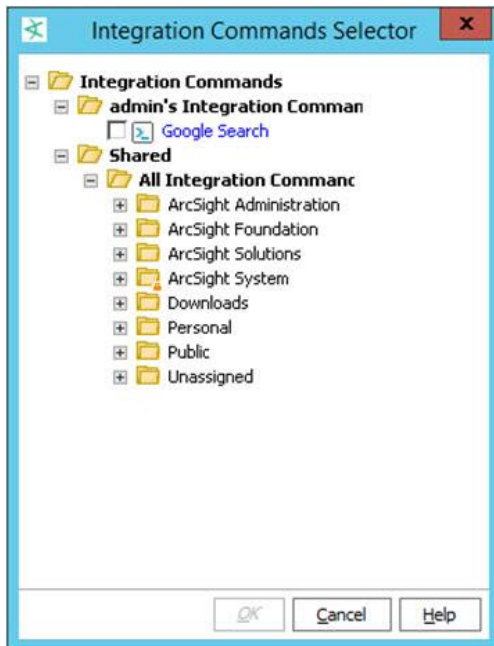 Integration Commands Selector
x
Integration Commands
admin's Integration Comman
Google Search
Shared
All Integration Commanc
ArcSight Administration
ArcSight Foundation
ArcSight Solutions
ArcSight System
Downloads
Personal
Public
Unassigned
OK Cancel Help